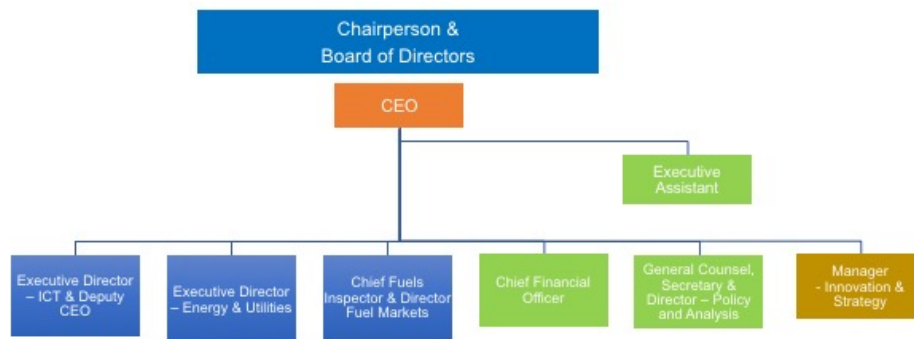 Chairperson &
Board of Directors
CEO
Executive
Assistant
Executive Director
– ICT & Deputy
CEO
Executive Director
– Energy & Utilities
Chief Fuels
Inspector & Director
Fuel Markets
Chief Financial
Officer
General Counsel,
Secretary &
Director – Policy
and Analysis
Manager
- Innovation &
Strategy